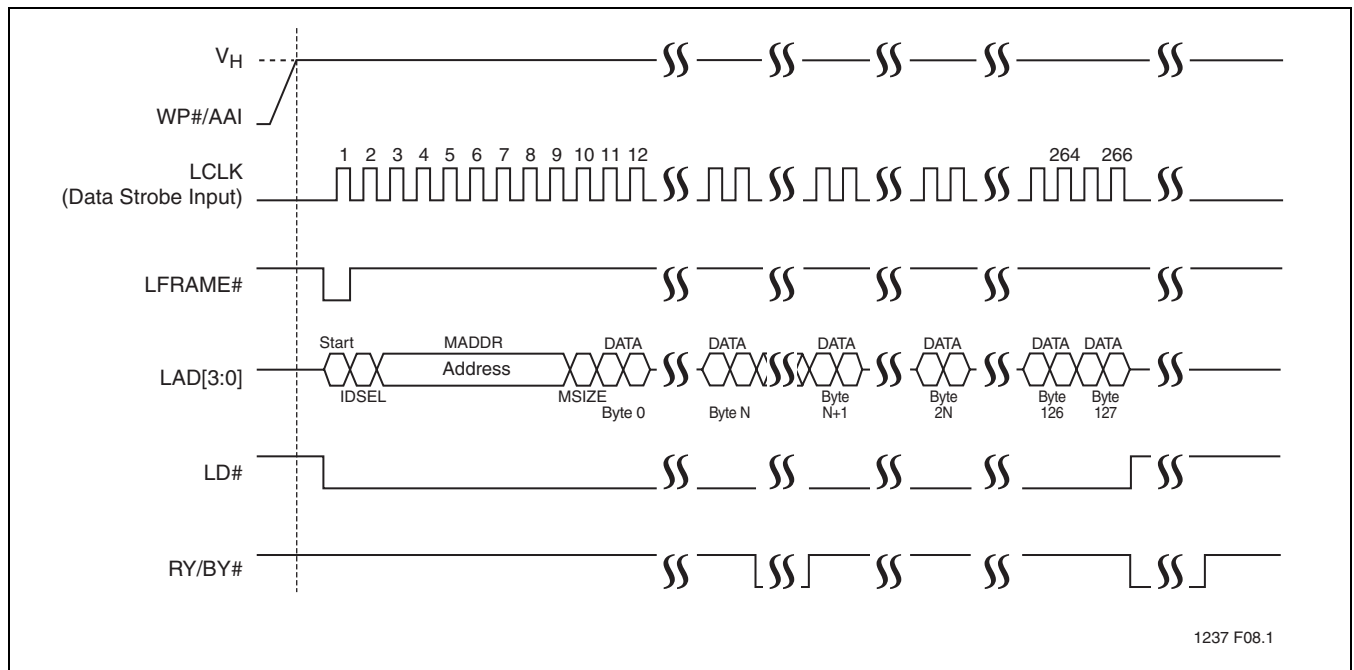 VH
WP#/AAI
1 2 3 4 5 6 7 8 9 10 11 12 264 266
LCLK
(Data Strobe Input)
LFRAME#
Start MADDR DATA DATA DATA DATA DATA DATA
LAD[3:0] Address
IDSEL MSIZE Byte 0 Byte N Byte N+1 Byte 2N Byte 126 Byte 127
LD#
RY/BY#
1237 F08.1